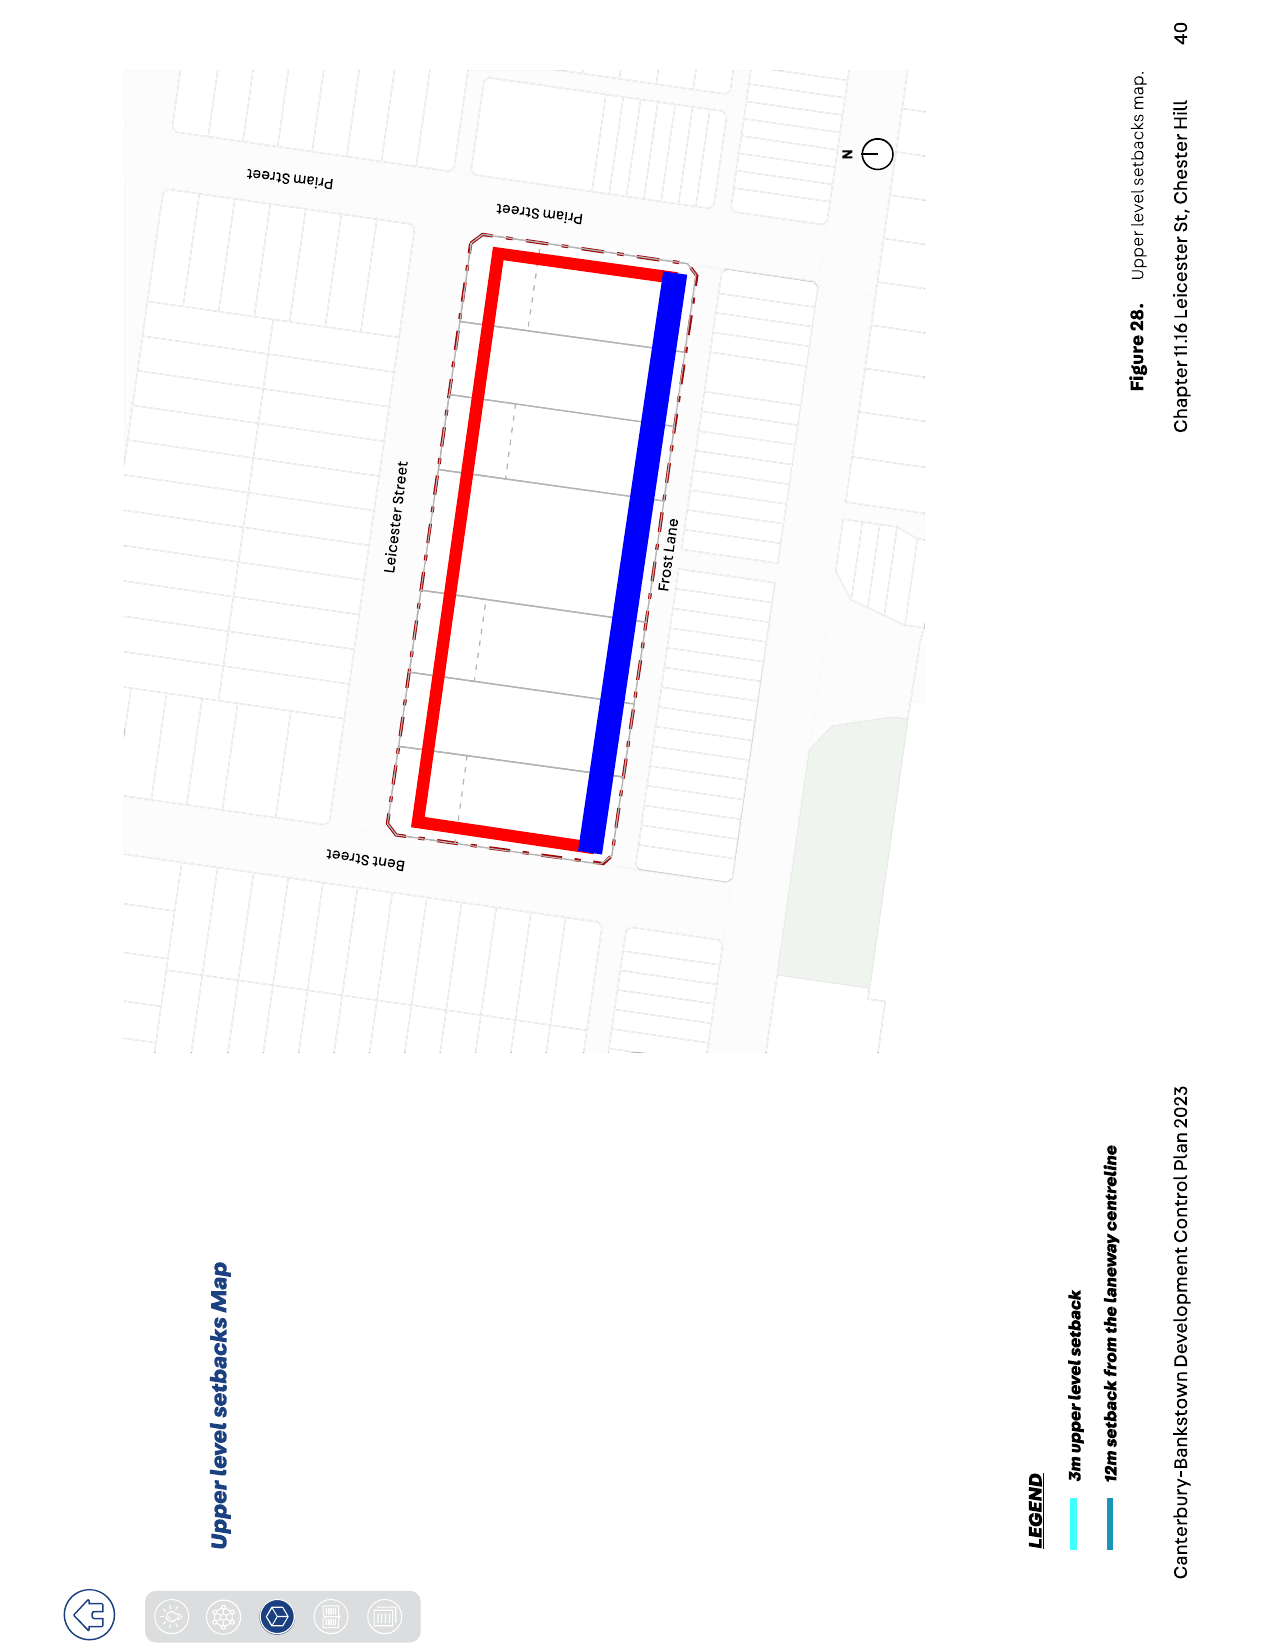 Upper level setbacks Map
Priam Street
Priam Street
Leicester Street
Frost Lane
Bent Street
N
LEGEND
3m upper level setback
12m setback from the laneway centreline
Figure 28. Upper level setbacks map.
Canterbury-Bankstown Development Control Plan 2023
Chapter 11.16 Leicester St, Chester Hill 40